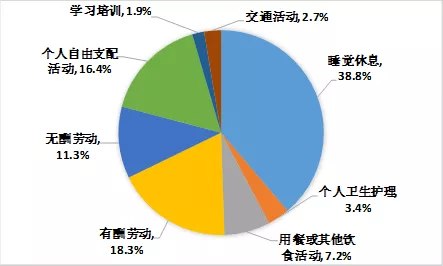 学习培训,1.9%
交通活动,2.7%
睡觉休息,
38.8%
个人自由支配
活动,16.4%
无酬劳动,
11.3%
个人卫生护理
3.4%
有酬劳动,
18.3%
用餐或其他饮
食活动,7.2%